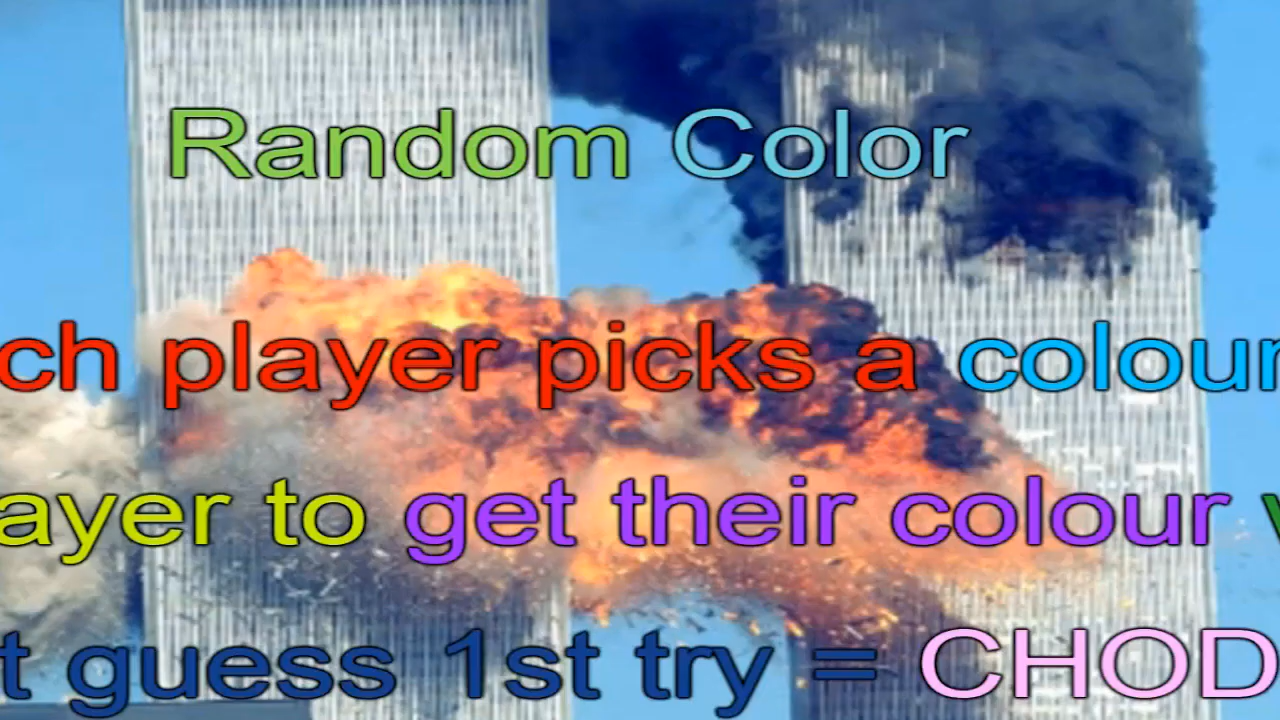 Random Color
ch player picks a colour
ayer to get their colour
t guess 1st try = CHOD